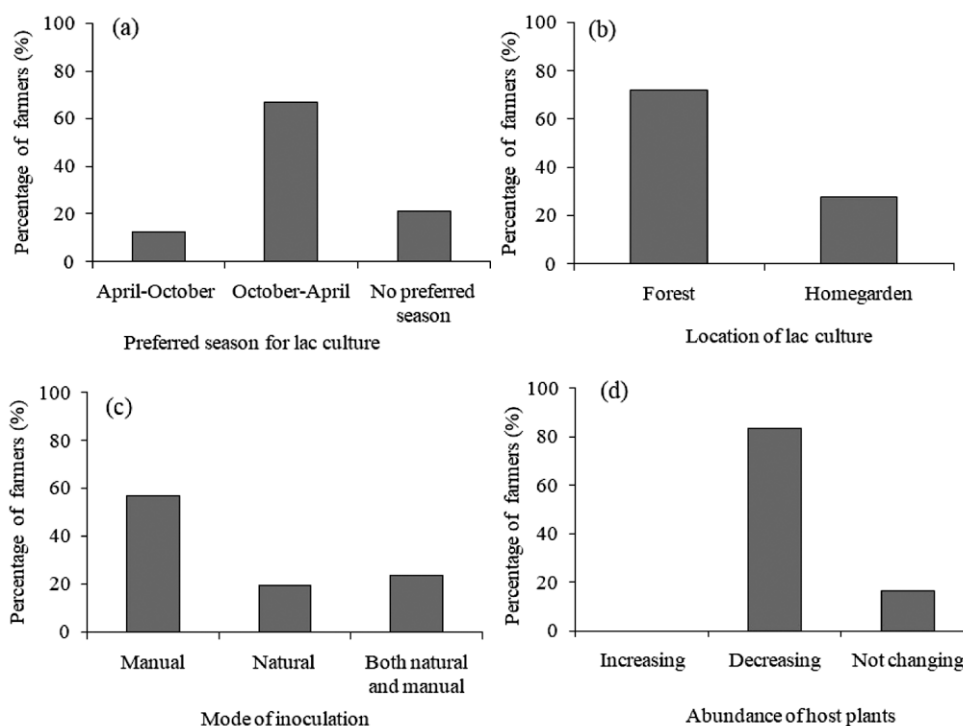 (a)
Percentage of farmers (%)
100
80
60
40
20
0
April-October October-April No preferred
season
Preferred season for lac culture
(b)
Percentage of farmers (%)
100
80
60
40
20
0
Forest Homegarden
Location of lac culture
(c)
Percentage of farmers (%)
100
80
60
40
20
0
Manual Natural Both natural
and manual
Mode of inoculation
(d)
Percentage of farmers (%)
100
80
60
40
20
0
Increasing Decreasing Not changing
Abundance of host plants